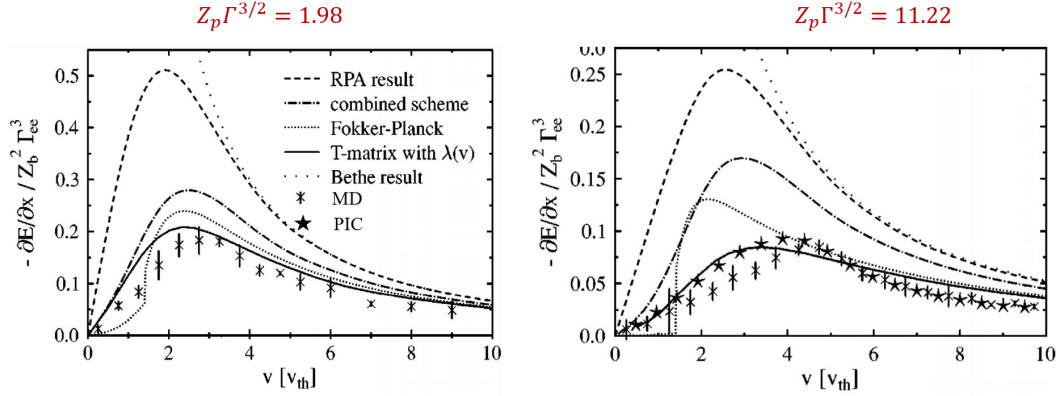 Z_pΓ^{3/2} = 1.98
Z_pΓ^{3/2} = 11.22
- ∂E/∂x / Z_b^2 Γ_ee^3
0.5
0.4
0.3
0.2
0.1
0.0
RPA result
combined scheme
Fokker-Planck
T-matrix with λ(v)
Bethe result
MD
PIC
0 2 4 6 8 10
v [v_th]
- ∂E/∂x / Z_b^2 Γ_ee^3
0.0
0.25
0.20
0.15
0.10
0.05
0.0
0 2 4 6 8 10
v [v_th]